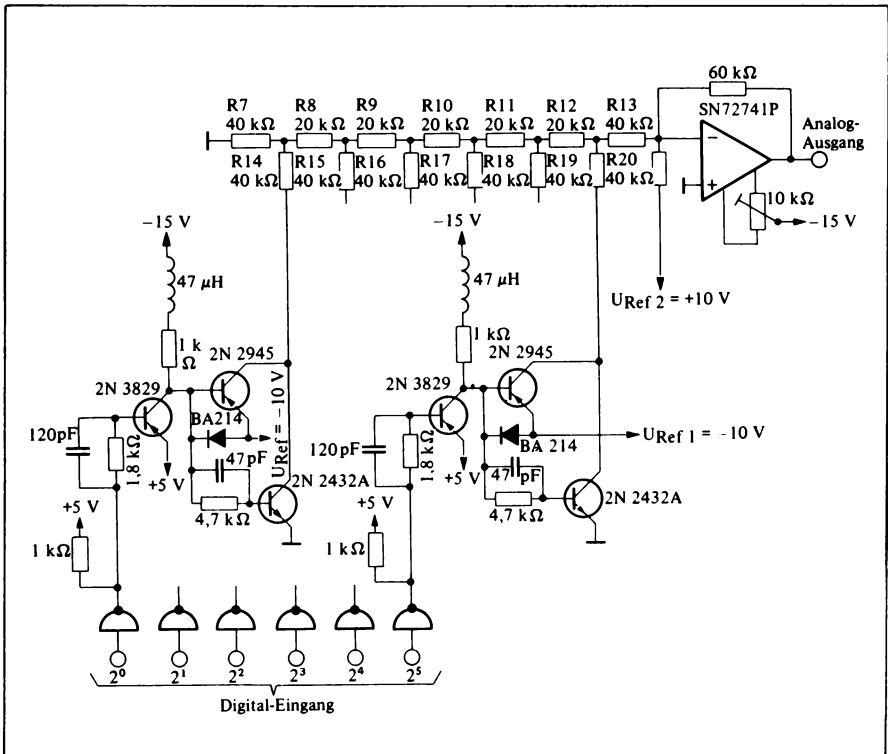 60 kΩ
SN72741P
R7 R8 R9 R10 R11 R12 R13
40 kΩ 20 kΩ 20 kΩ 20 kΩ 20 kΩ 20 kΩ 40 kΩ
Analog-
Ausgang
R14 R15 R16 R17 R18 R19 R20
40 kΩ 40 kΩ 40 kΩ 40 kΩ 40 kΩ 40 kΩ 40 kΩ
−
+
10 kΩ
−15 V
−15 V
−15 V
47 µH
47 µH
URef 2 = +10 V
1 k
Ω
1 kΩ
2N 2945
2N 2945
2N 3829
2N 3829
BA214
URef = −10 V
BA 214
URef 1 = −10 V
120pF
1,8 kΩ
+5 V
47 pF
2N 2432A
4,7 kΩ
120pF
1,8 kΩ
+5 V
47 pF
2N 2432A
4,7 kΩ
+5 V
1 kΩ
+5 V
1 kΩ
2⁰ 2¹ 2² 2³ 2⁴ 2⁵
Digital-Eingang